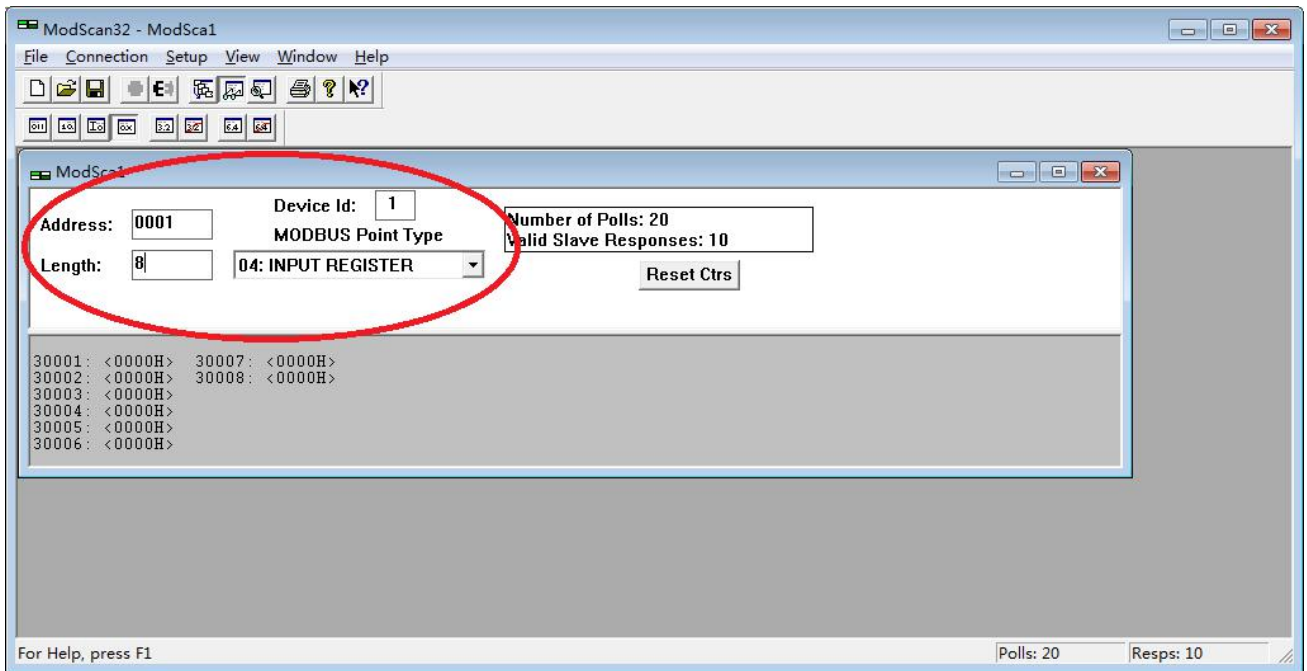 ModScan32 - ModSca1
File Connection Setup View Window Help
ModSca1
Address: 0001
Device Id: 1
MODBUS Point Type
Length: 8
04: INPUT REGISTER
Number of Polls: 20
Valid Slave Responses: 10
Reset Ctrs
30001: <0000H> 30007: <0000H>
30002: <0000H> 30008: <0000H>
30003: <0000H>
30004: <0000H>
30005: <0000H>
30006: <0000H>
For Help, press F1
Polls: 20
Resps: 10